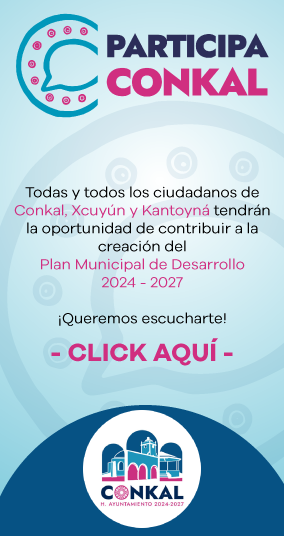 PARTICIPA
CONKAL
Todas y todos los ciudadanos de
Conkal, Xcuyún y Kantoyná tendrán
la oportunidad de contribuir a la
creación del
Plan Municipal de Desarrollo
2024 - 2027
¡Queremos escucharte!
- CLICK AQUÍ -
CONKAL
H. AYUNTAMIENTO 2024-2027